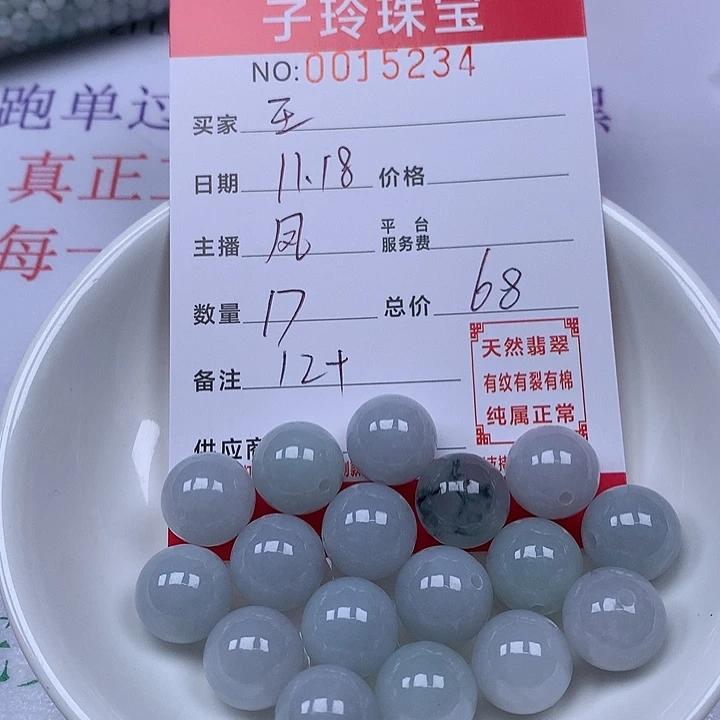 子玲珠宝
NO:0015234
跑单过
真正
每一
买家 玉
日期 11.18 价格
主播 凤 平台服务费
数量 17 总价 68
备注 12+
天然翡翠
有纹有裂有棉
纯属正常
供应商